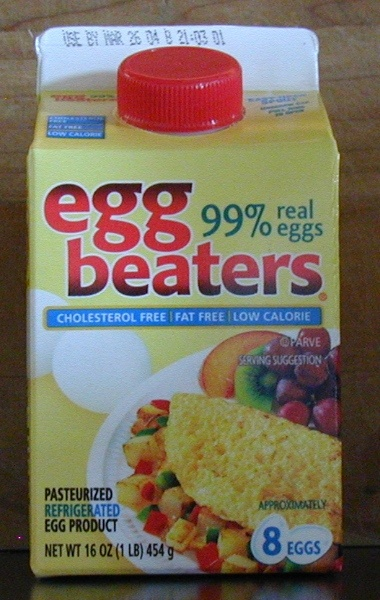 USE BY MAR 26 04 B 21:03 01
FAT FREE
LOW CALORIE
egg
99% real
eggs
beaters®
CHOLESTEROL FREE | FAT FREE | LOW CALORIE
PARVE
SERVING SUGGESTION
PASTEURIZED
REFRIGERATED
EGG PRODUCT
NET WT 16 OZ (1 LB) 454 g
APPROXIMATELY
8 EGGS